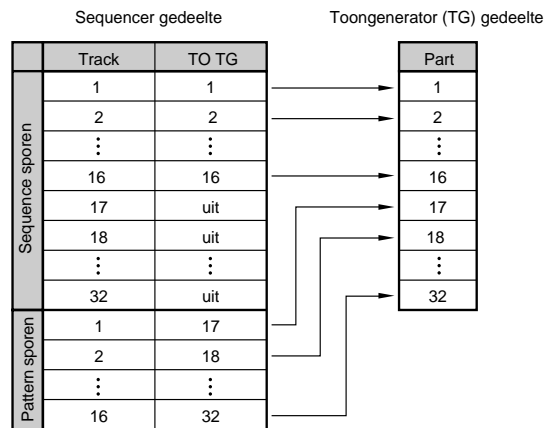 Sequencer gedeelte
Toongenerator (TG) gedeelte
Track TO TG
Part
Sequence sporen
1 1
1
2 2
2
⋮ ⋮
⋮
16 16
16
17 uit
17
18 uit
18
⋮ ⋮
⋮
32 uit
32
Pattern sporen
1 17
2 18
⋮ ⋮
16 32